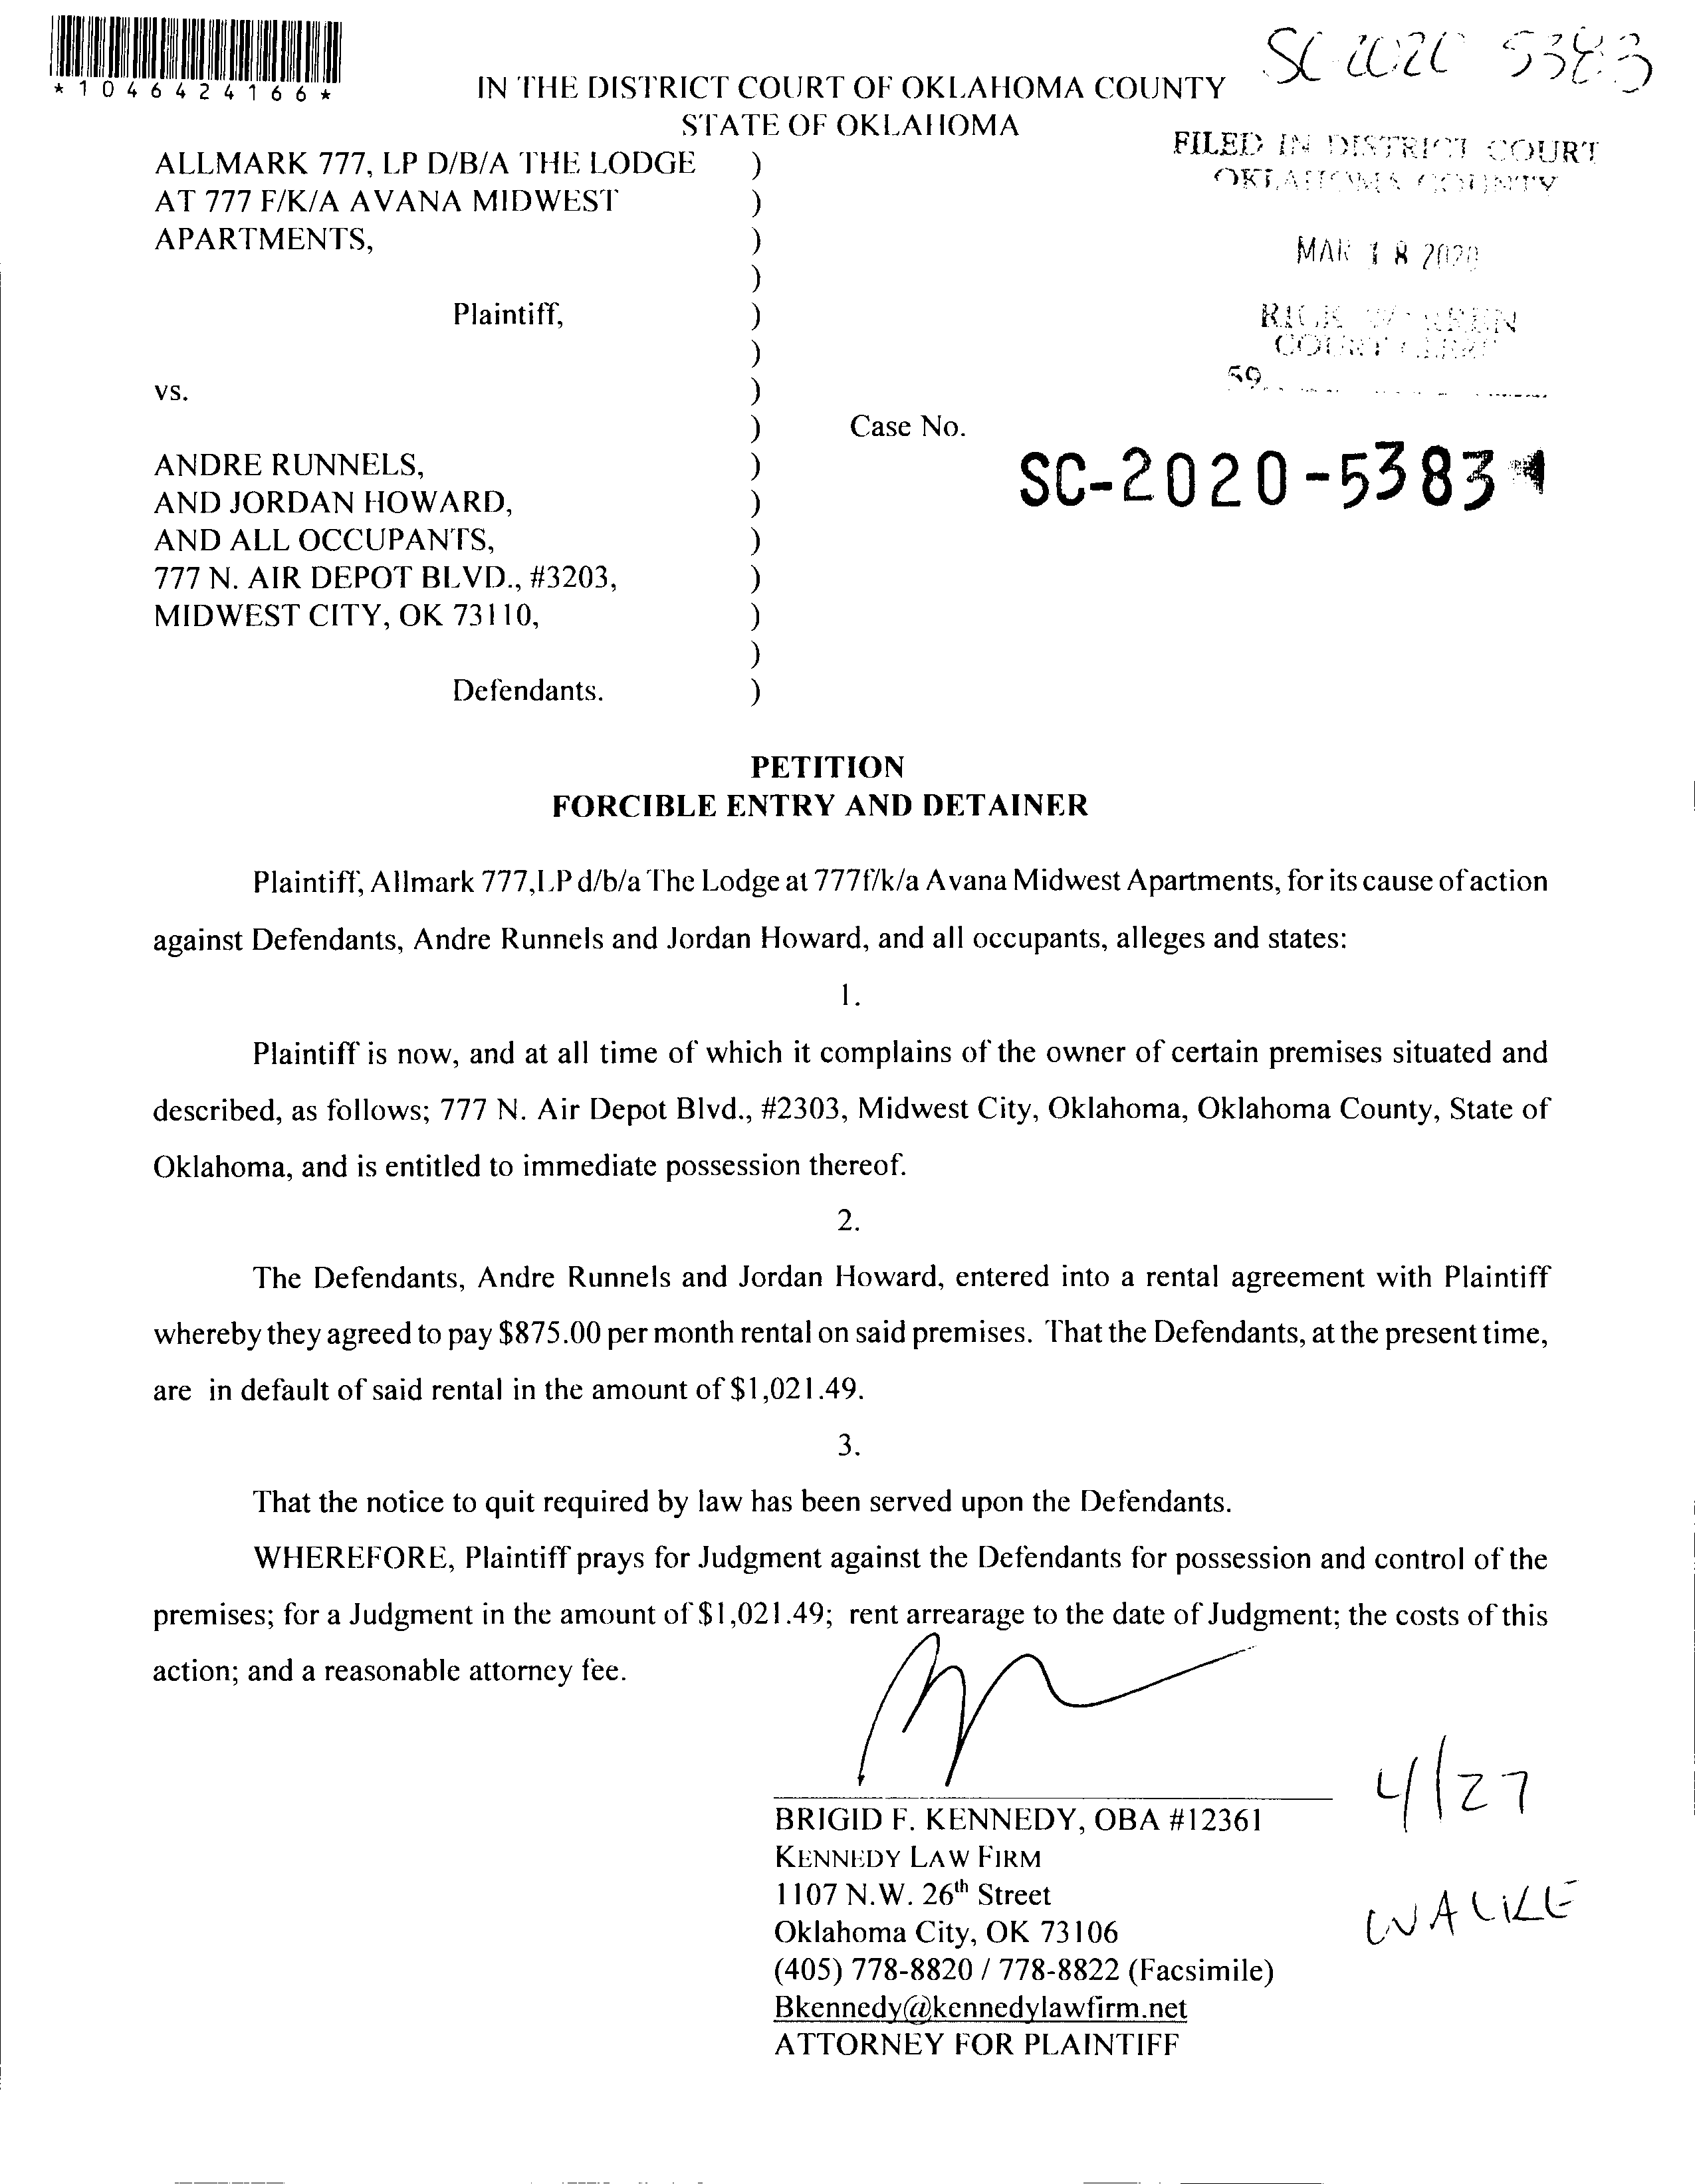 *1046424166*
SC 2020 5383
IN THE DISTRICT COURT OF OKLAHOMA COUNTY
STATE OF OKLAHOMA
FILED IN DISTRICT COURT
OKLAHOMA COUNTY
MAR 18 2020
RICK WARREN
COURT CLERK
59
ALLMARK 777, LP D/B/A THE LODGE )
AT 777 F/K/A AVANA MIDWEST )
APARTMENTS, )
)
Plaintiff, )
)
vs. )
) Case No.
ANDRE RUNNELS, ) SC-2020-5383
AND JORDAN HOWARD, )
AND ALL OCCUPANTS, )
777 N. AIR DEPOT BLVD., #3203, )
MIDWEST CITY, OK 73110, )
)
Defendants. )
PETITION
FORCIBLE ENTRY AND DETAINER
Plaintiff, Allmark 777,LP d/b/a The Lodge at 777f/k/a Avana Midwest Apartments, for its cause of action
against Defendants, Andre Runnels and Jordan Howard, and all occupants, alleges and states:
1.
Plaintiff is now, and at all time of which it complains of the owner of certain premises situated and
described, as follows; 777 N. Air Depot Blvd., #2303, Midwest City, Oklahoma, Oklahoma County, State of
Oklahoma, and is entitled to immediate possession thereof.
2.
The Defendants, Andre Runnels and Jordan Howard, entered into a rental agreement with Plaintiff
whereby they agreed to pay $875.00 per month rental on said premises. That the Defendants, at the present time,
are in default of said rental in the amount of $1,021.49.
3.
That the notice to quit required by law has been served upon the Defendants.
WHEREFORE, Plaintiff prays for Judgment against the Defendants for possession and control of the
premises; for a Judgment in the amount of $1,021.49; rent arrearage to the date of Judgment; the costs of this
action; and a reasonable attorney fee.
4/27
BRIGID F. KENNEDY, OBA #12361
KENNEDY LAW FIRM
1107 N.W. 26th Street
Oklahoma City, OK 73106
(405) 778-8820 / 778-8822 (Facsimile)
Bkennedy@kennedylawfirm.net
ATTORNEY FOR PLAINTIFF